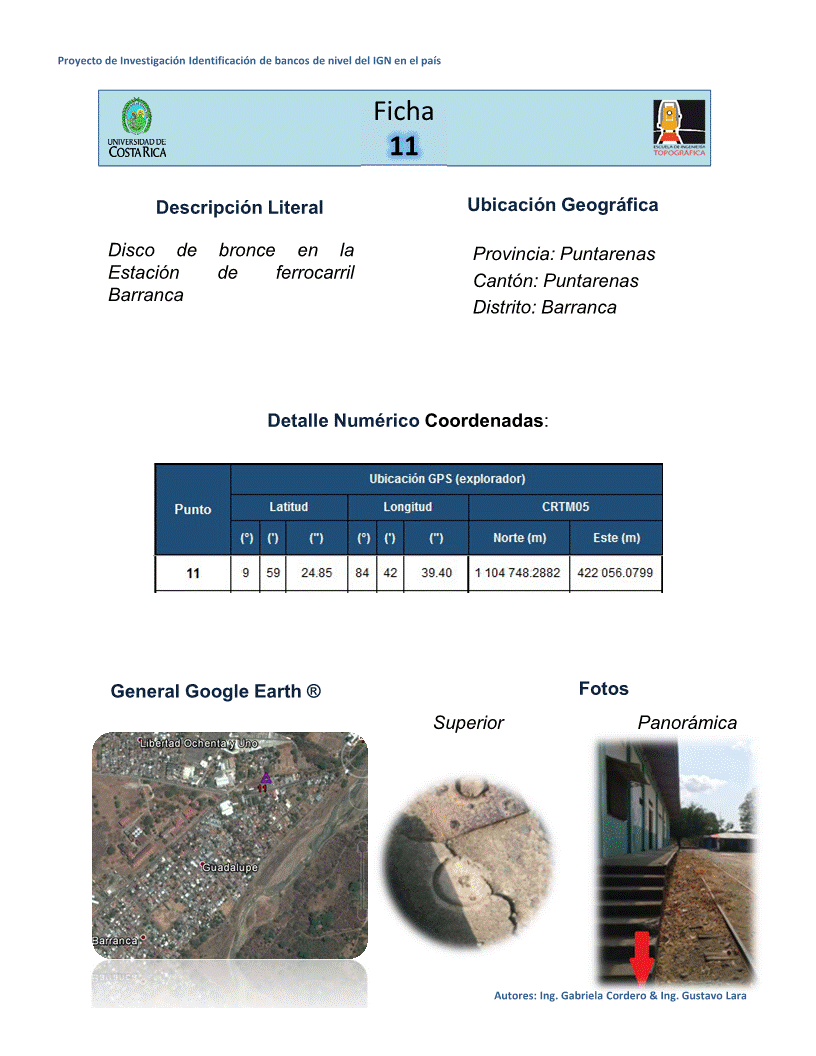 Proyecto de Investigación Identificación de bancos de nivel del IGN en el país
UNIVERSIDAD DE
COSTA RICA
Ficha
11
ESCUELA DE INGENIERÍA
TOPOGRÁFICA
Descripción Literal
Disco de bronce en la
Estación de ferrocarril
Barranca
Ubicación Geográfica
Provincia: Puntarenas
Cantón: Puntarenas
Distrito: Barranca
Detalle Numérico Coordenadas:
Punto
Ubicación GPS (explorador)
Latitud Longitud CRTM05
(°) (') (") (°) (') (") Norte (m) Este (m)
11 9 59 24.85 84 42 39.40 1 104 748.2882 422 056.0799
General Google Earth ®
Fotos
Superior Panorámica
Libertad Ochenta y Uno
11
Guadalupe
Barranca
Autores: Ing. Gabriela Cordero & Ing. Gustavo Lara